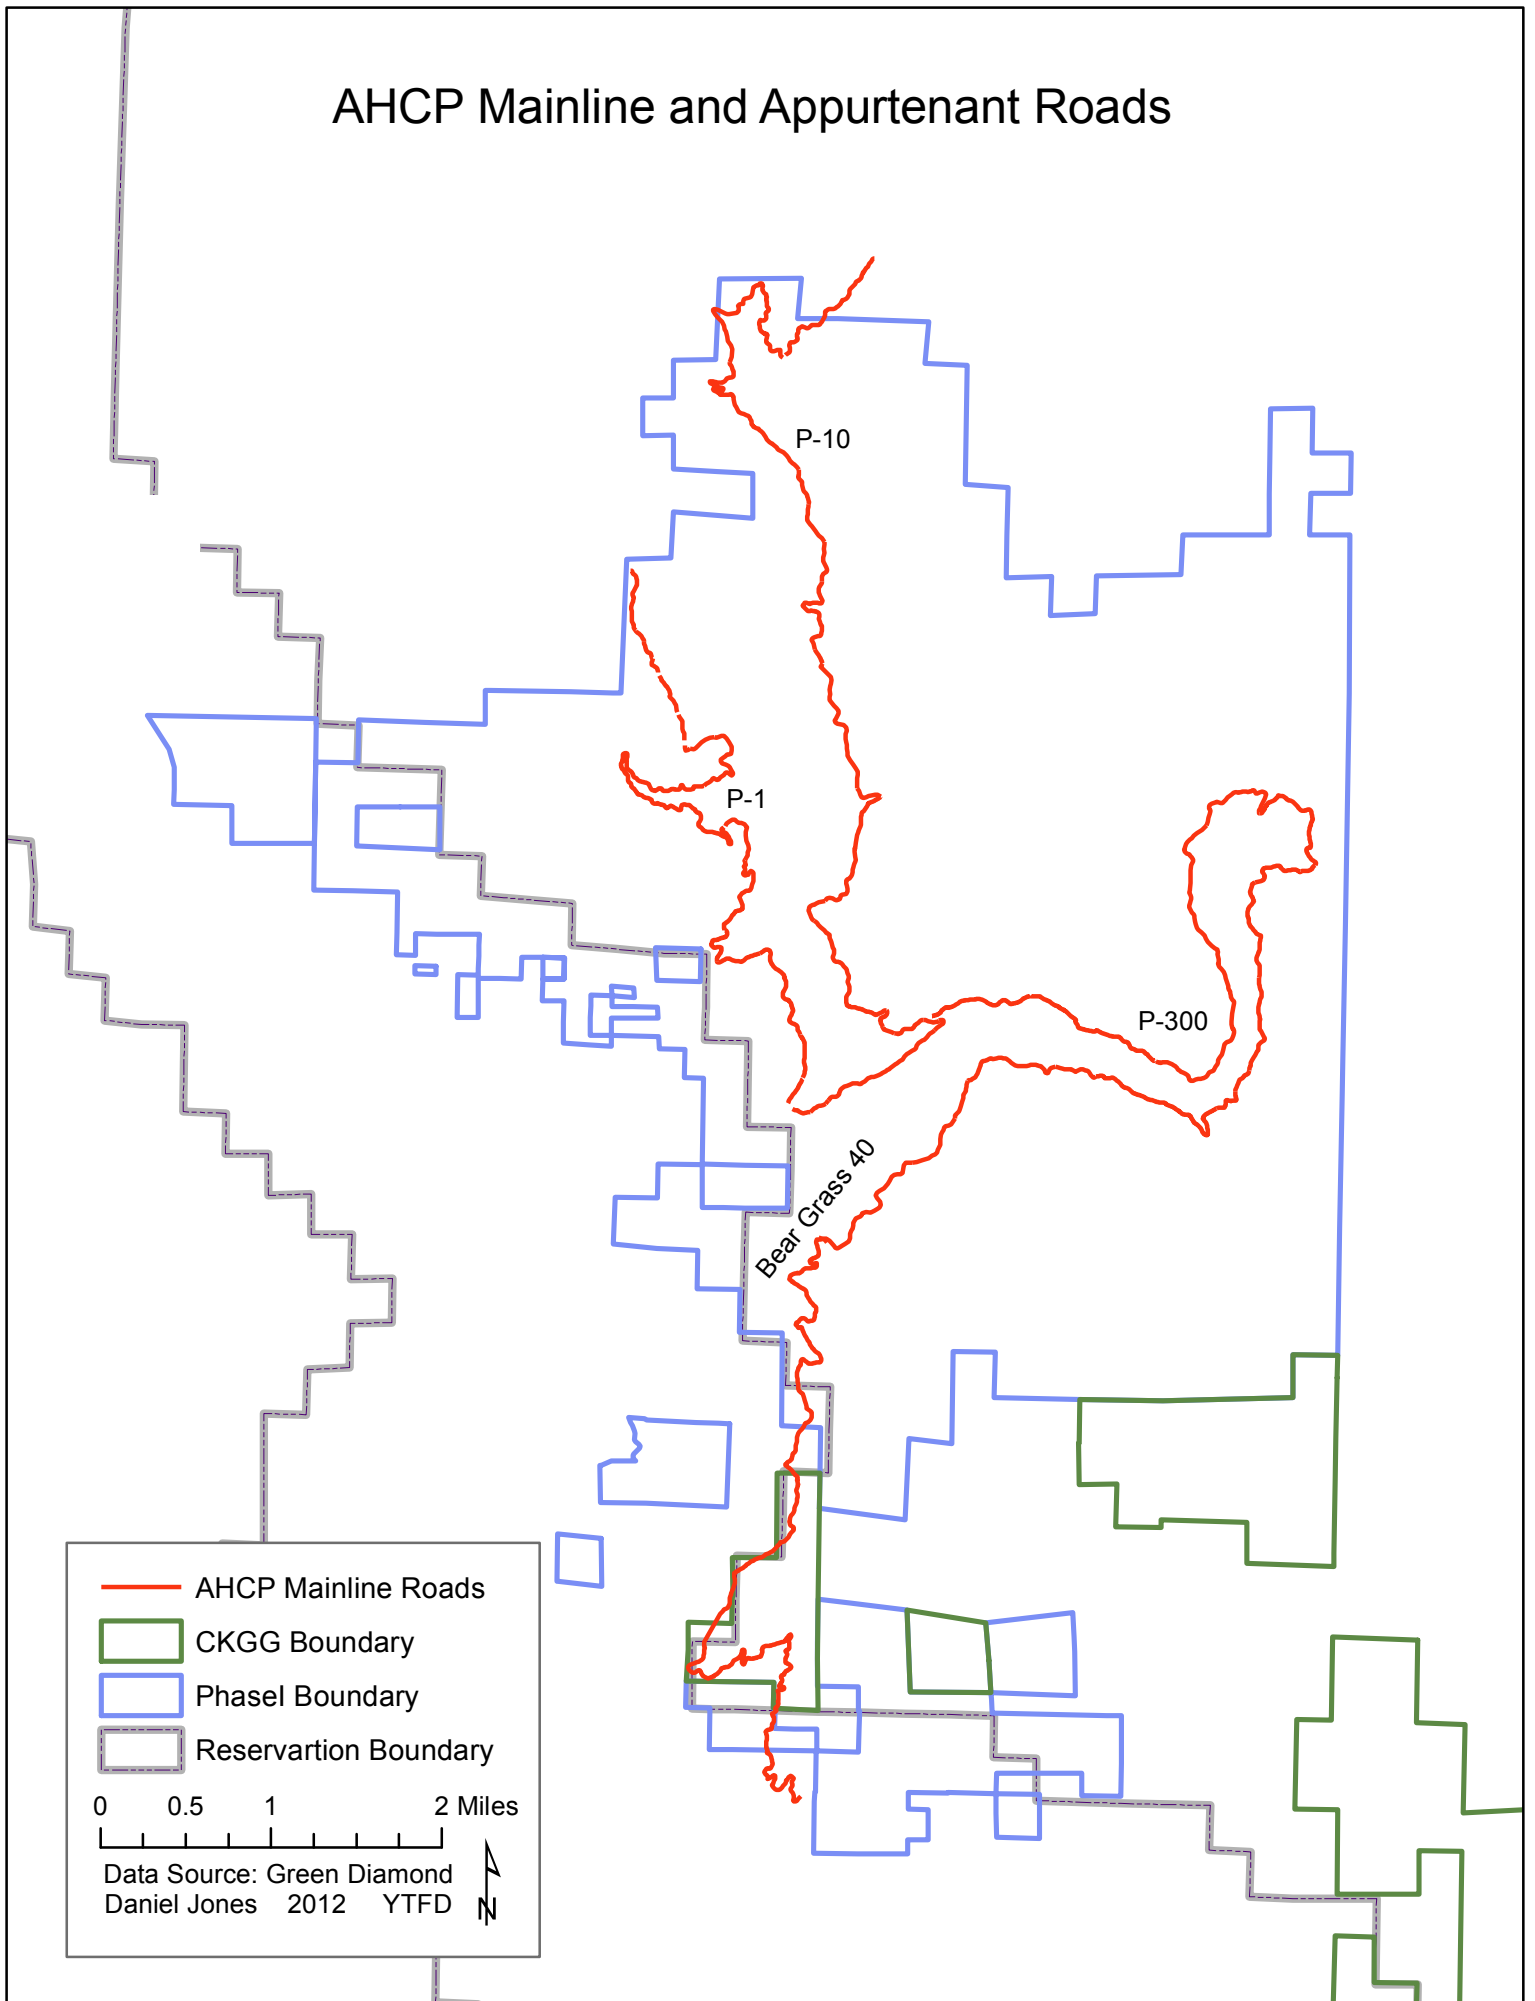 AHCP Mainline and Appurtenant Roads
P-10
P-1
P-300
Bear Grass 40
AHCP Mainline Roads
CKGG Boundary
PhaseI Boundary
Reservartion Boundary
0 0.5 1 2 Miles
Data Source: Green Diamond
Daniel Jones 2012 YTFD
N